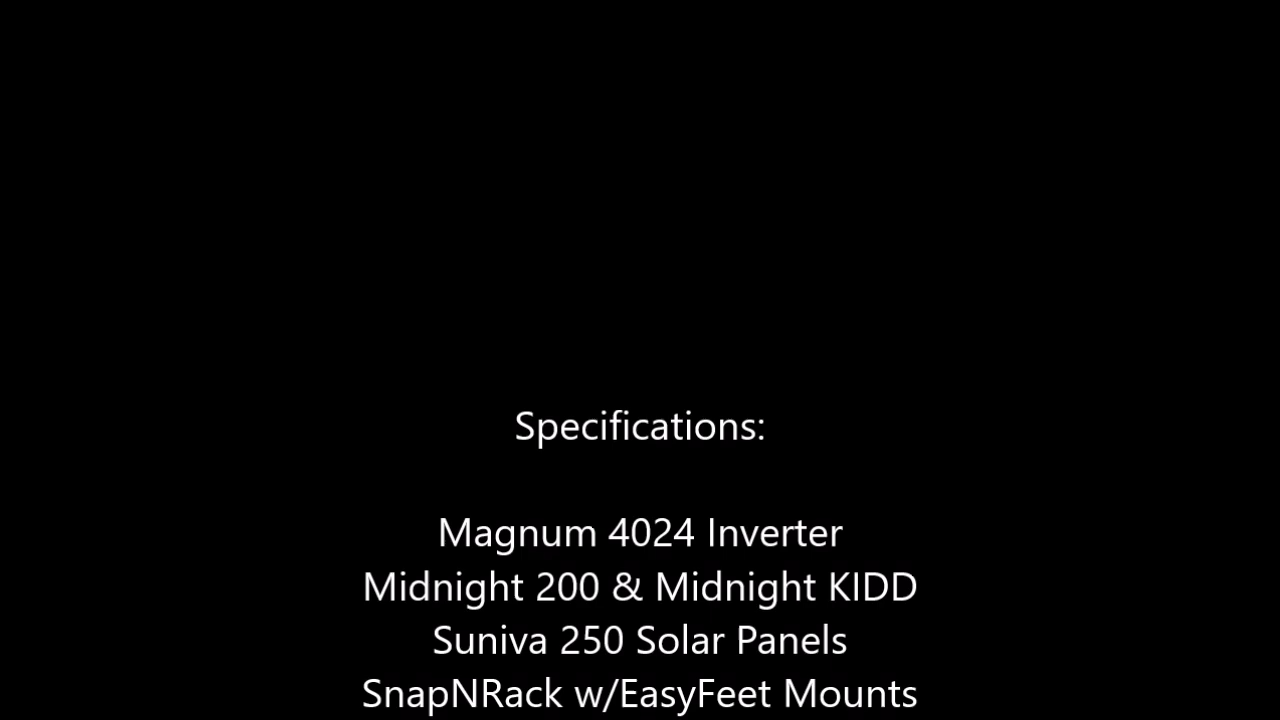 Specifications:
Magnum 4024 Inverter
Midnight 200 & Midnight KIDD
Suniva 250 Solar Panels
SnapNRack w/EasyFeet Mounts